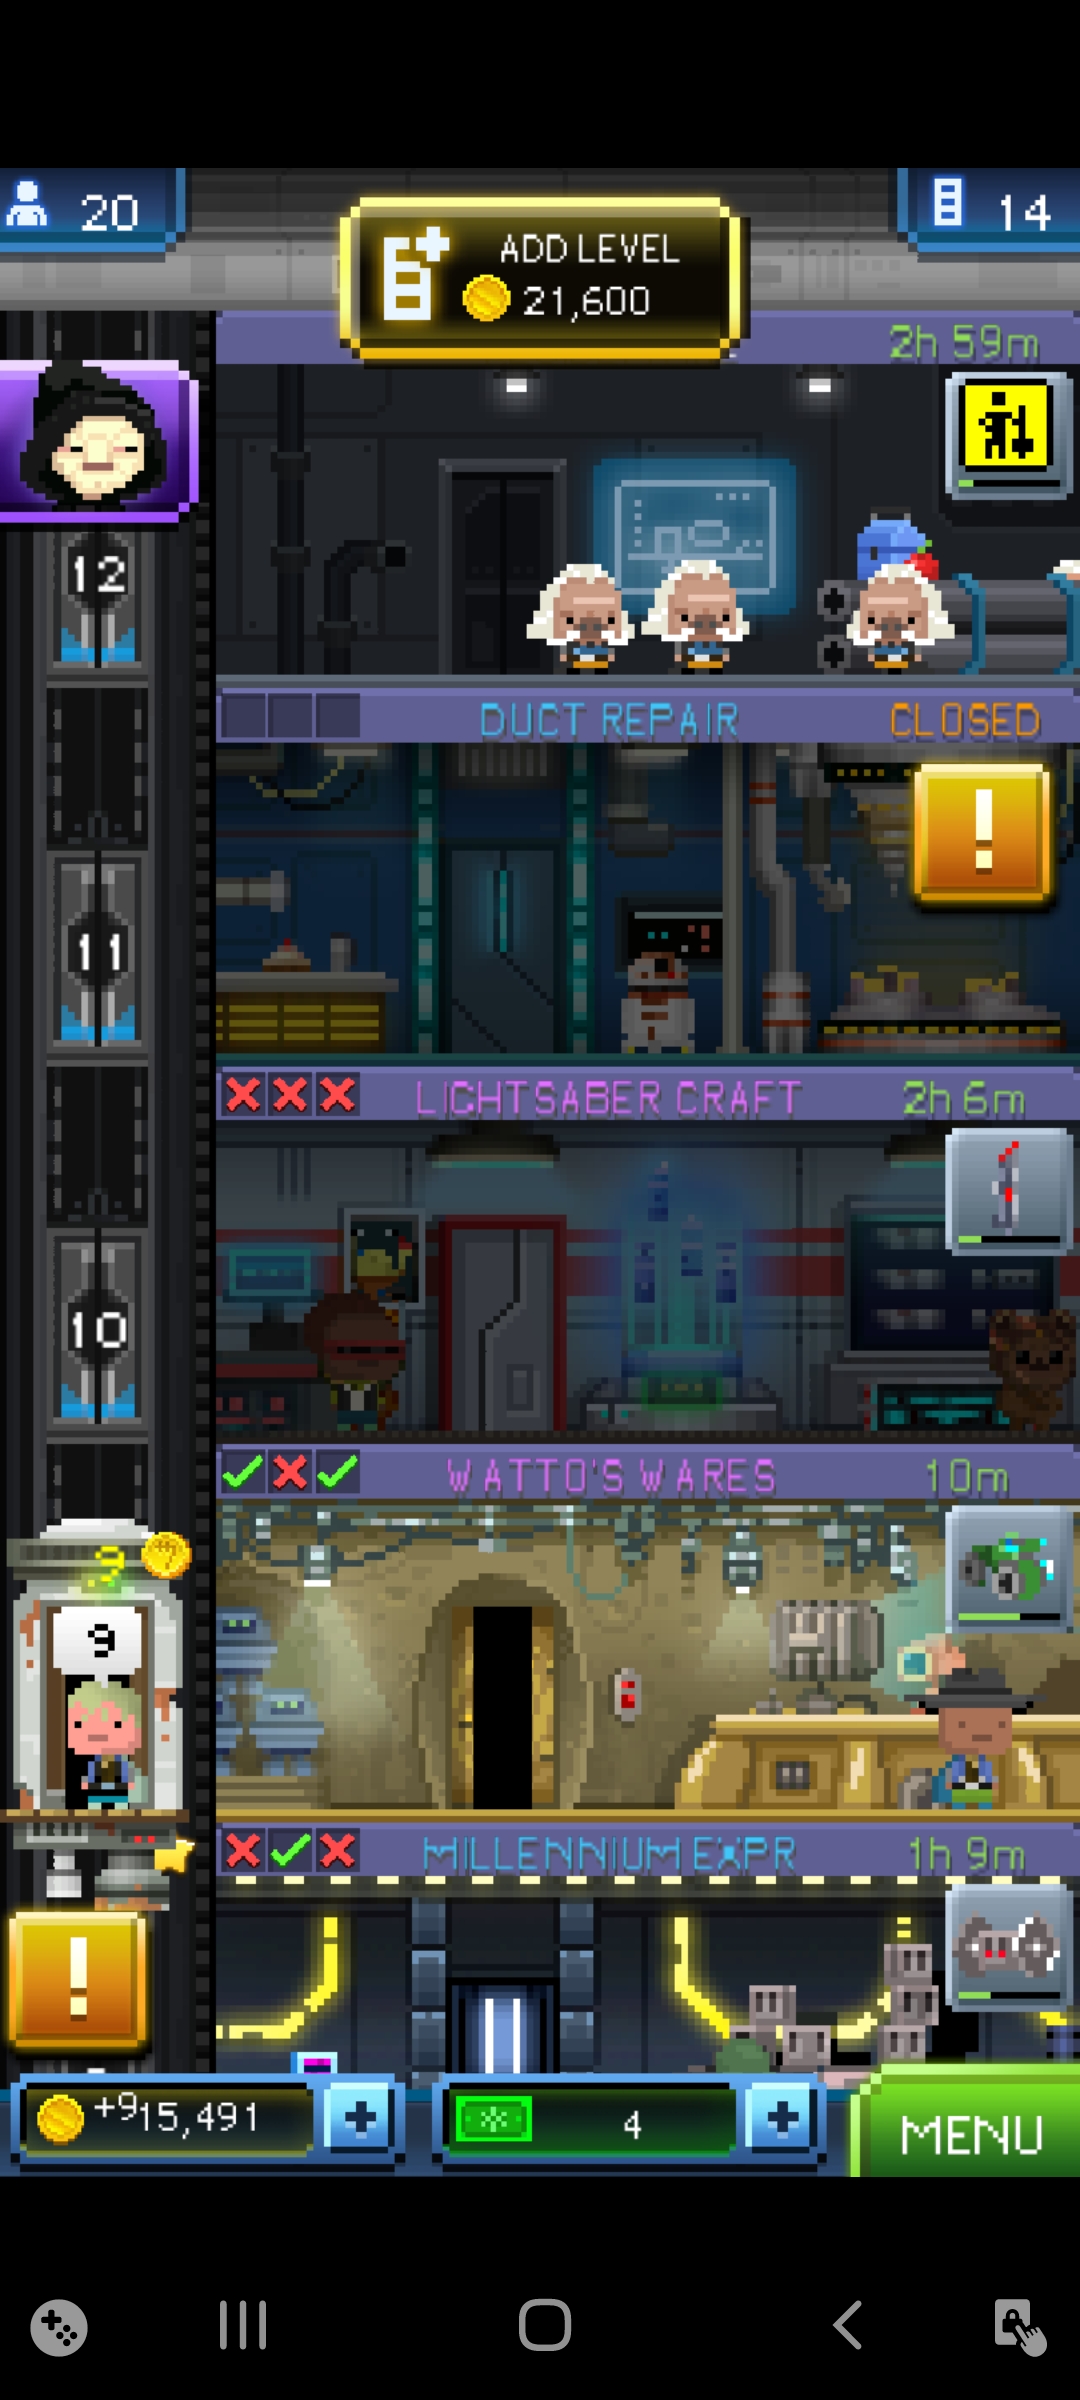 20
ADD LEVEL
21,600
14
2h 59m
12
DUCT REPAIR
CLOSED
!
11
LIGHTSABER CRAFT
2h 6m
10
WATTO'S WARES
10m
9
9
MILLENNIUM EXPR
1h 9m
!
+9
15,491
+
4
+
MENU